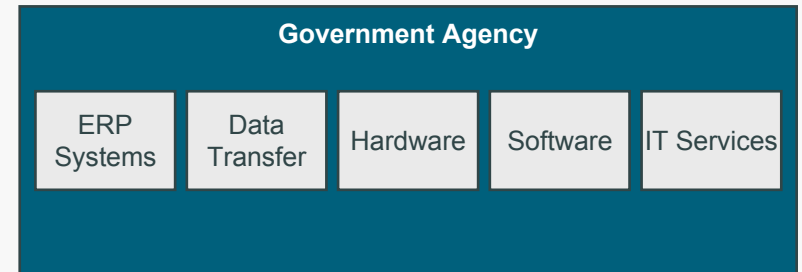 Government Agency
ERP
Systems
Data
Transfer
Hardware
Software
IT Services